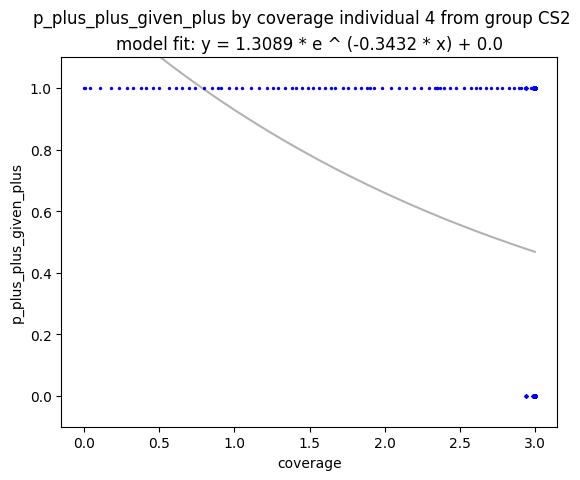 p_plus_plus_given_plus by coverage individual 4 from group CS2
model fit: y = 1.3089 * e ^ (-0.3432 * x) + 0.0
p_plus_plus_given_plus
1.0
0.8
0.6
0.4
0.2
0.0
0.0 0.5 1.0 1.5 2.0 2.5 3.0
coverage